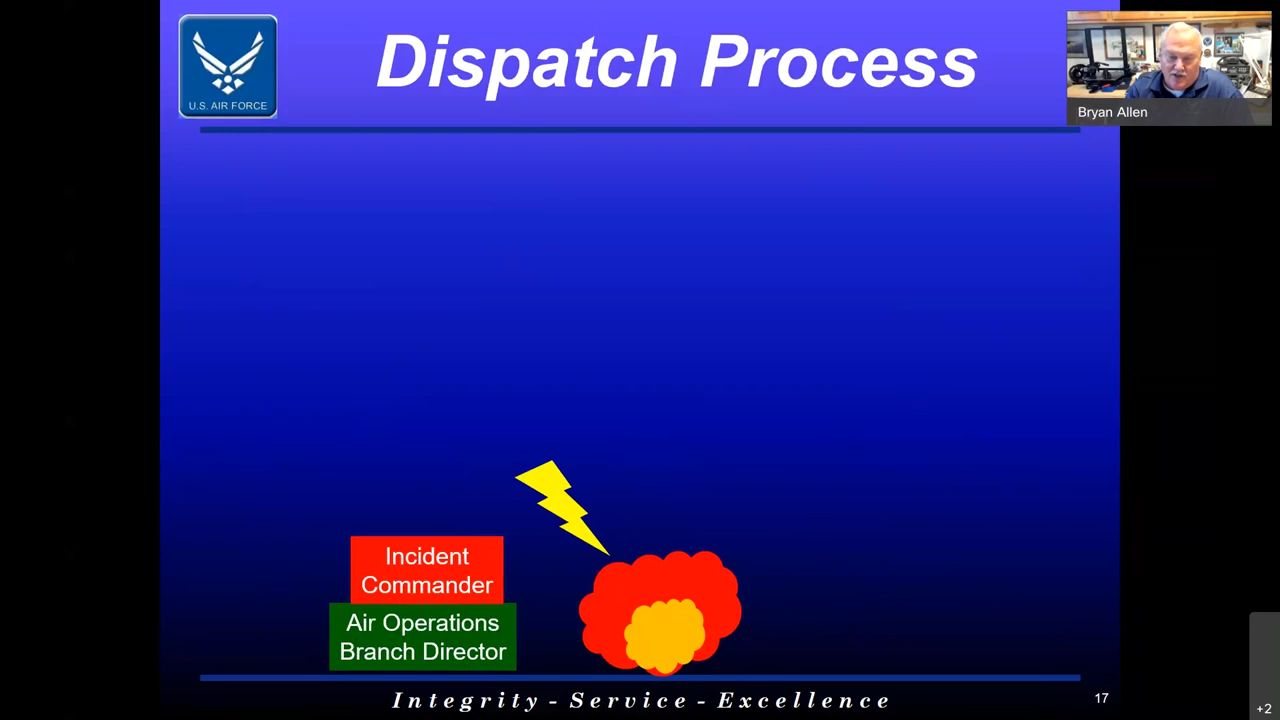 U.S. AIR FORCE
Dispatch Process
Bryan Allen
Incident
Commander
Air Operations
Branch Director
Integrity - Service - Excellence
17
+2